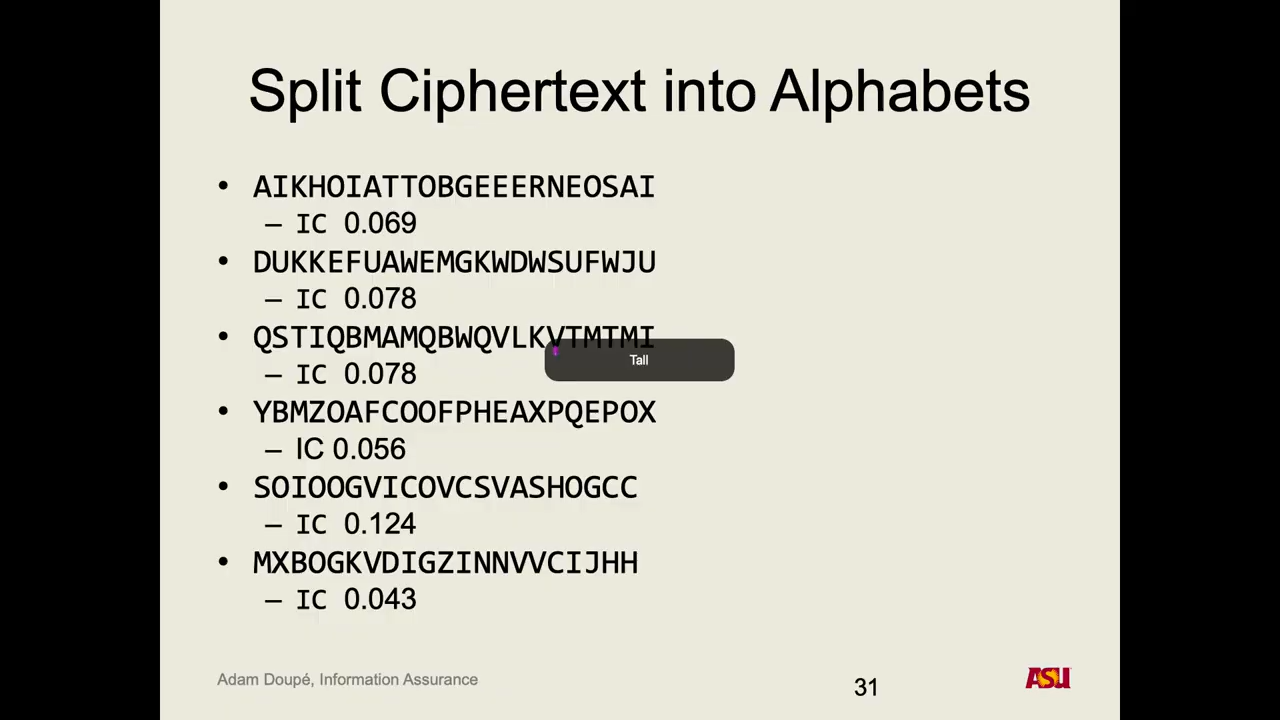 Split Ciphertext into Alphabets
• AIKHOIATTOBGEEERNEOSAI
– IC 0.069
• DUKKEFUAWEMGKWDWSUFWJU
– IC 0.078
• QSTIQBMAMQBWQVLKVTMTMI
Tall
– IC 0.078
• YBMZOAFCOOFPHEAXPQEPOX
– IC 0.056
• SOIOOGVICOVCSVASHOGCC
– IC 0.124
• MXBOGKVDIGZINNVVCIJHH
– IC 0.043
Adam Doupé, Information Assurance
31
ASU